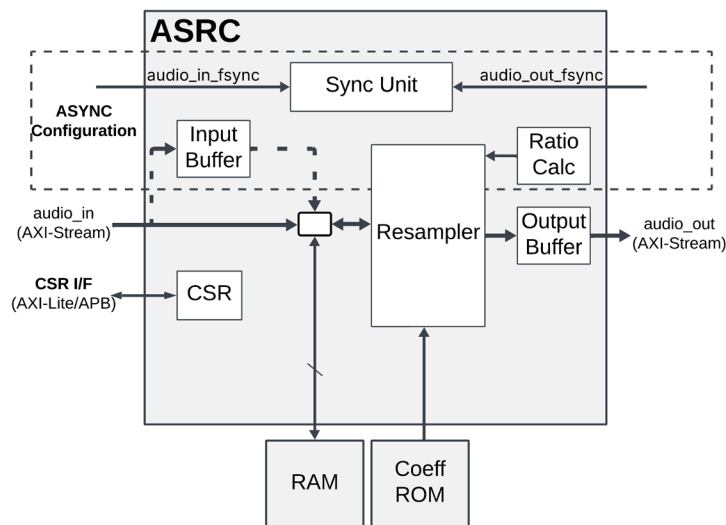 ASRC
audio_in_fsync
Sync Unit
audio_out_fsync
ASYNC
Configuration
Input
Buffer
Ratio
Calc
audio_in
(AXI-Stream)
Resampler
Output
Buffer
audio_out
(AXI-Stream)
CSR I/F
(AXI-Lite/APB)
CSR
RAM
Coeff
ROM